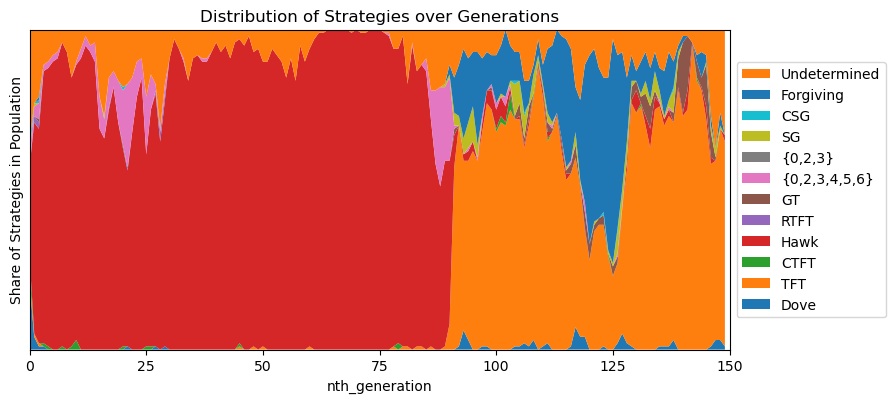 Distribution of Strategies over Generations
Share of Strategies in Population
0 25 50 75 100 125 150
nth_generation
Undetermined
Forgiving
CSG
SG
{0,2,3}
{0,2,3,4,5,6}
GT
RTFT
Hawk
CTFT
TFT
Dove